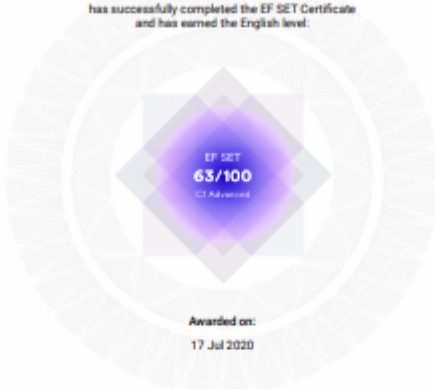 has successfully completed the EF SET Certificate
and has earned the English level:
EF SET
63/100
C1 Advanced
Awarded on:
17 Jul 2020